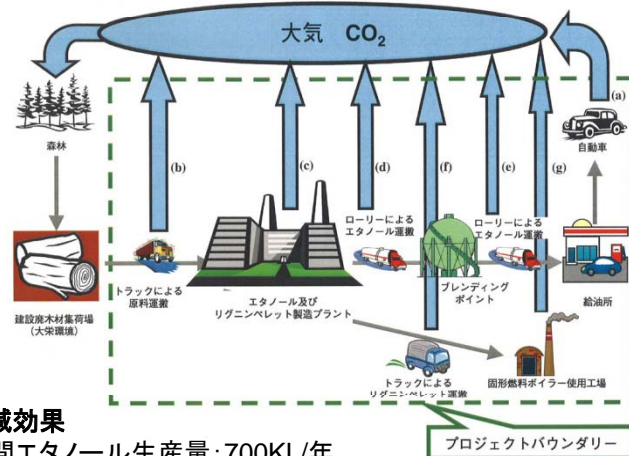 大気 CO2
(a)
森林
自動車
(b)
(c)
(d)
(f)
(e)
(g)
ローリーによる
エタノール運搬
ローリーによる
エタノール運搬
トラックによる
原料運搬
エタノール及び
リグニンペレット製造プラント
ブレンディング
ポイント
給油所
建設廃木材集荷場
(大栄環境)
トラックによる
リグニンペレット運搬
固形燃料ボイラー使用工場
減効果
間エタノール生産量:700KL/年
プロジェクトバウンダリー